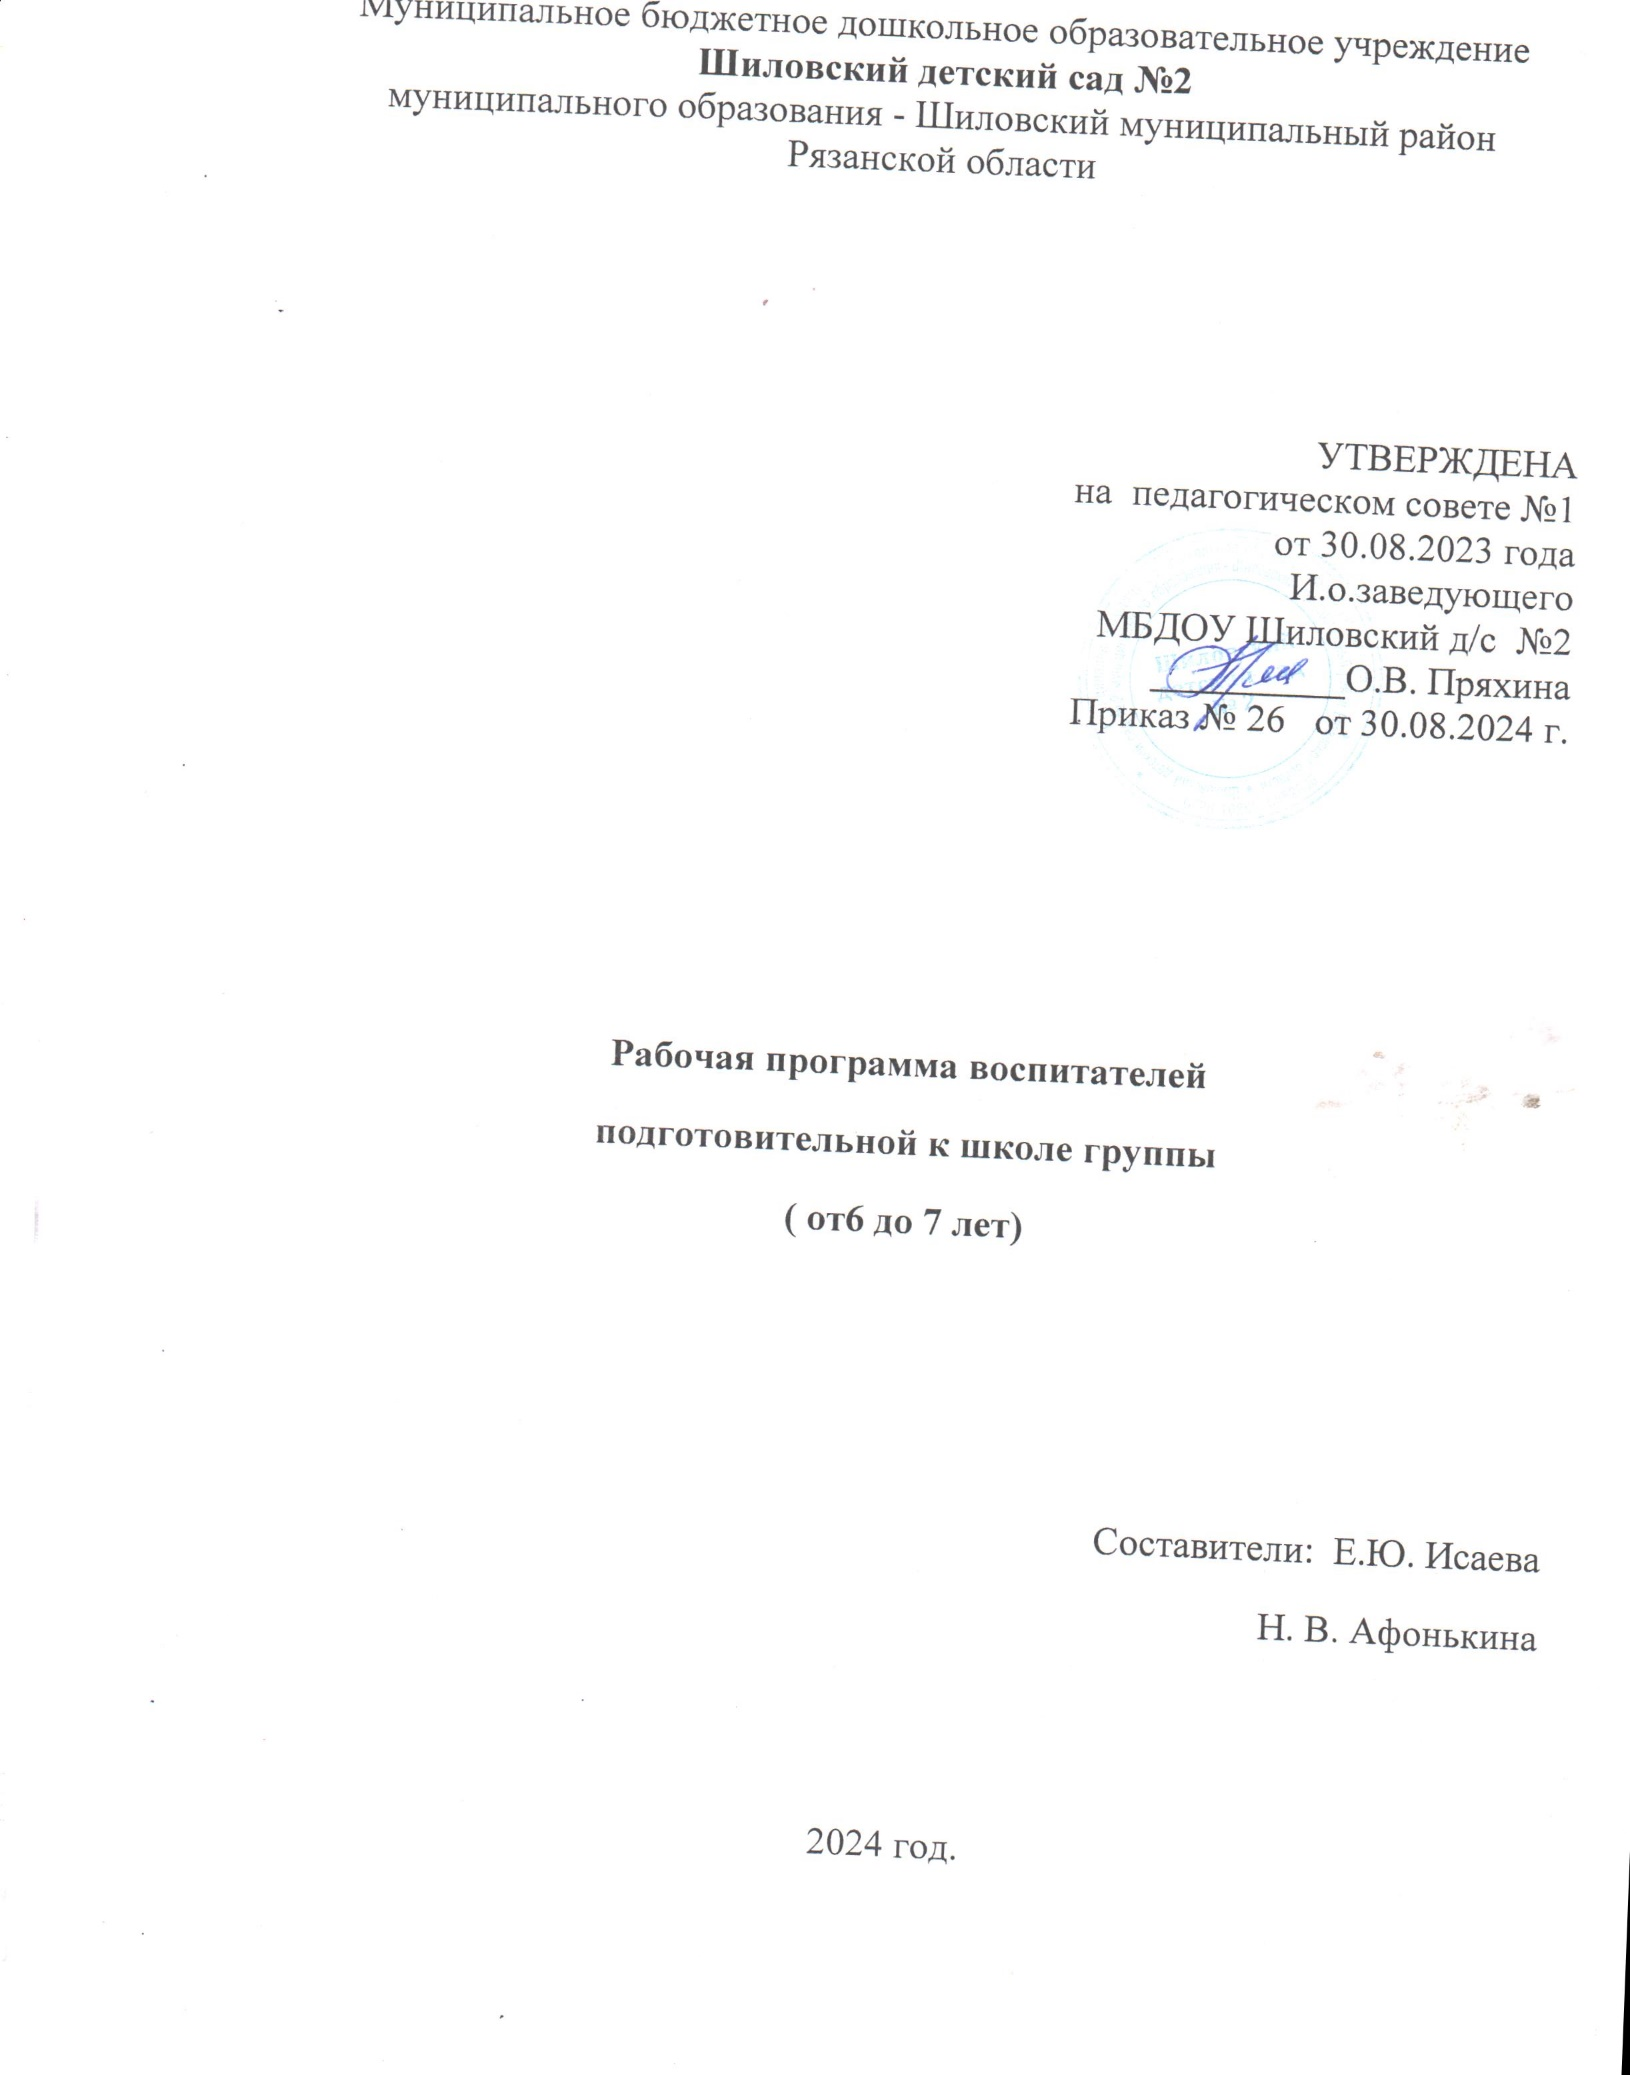 Муниципальное бюджетное дошкольное образовательное учреждение
Шиловский детский сад №2
муниципального образования - Шиловский муниципальный район
Рязанской области
УТВЕРЖДЕНА
на педагогическом совете №1
от 30.08.2023 года
И.о.заведующего
МБДОУ Шиловский д/с №2
О.В. Пряхина
Приказ № 26 от 30.08.2024 г.
Рабочая программа воспитателей
подготовительной к школе группы
( от6 до 7 лет)
Составители: Е.Ю. Исаева
Н. В. Афонькина
2024 год.